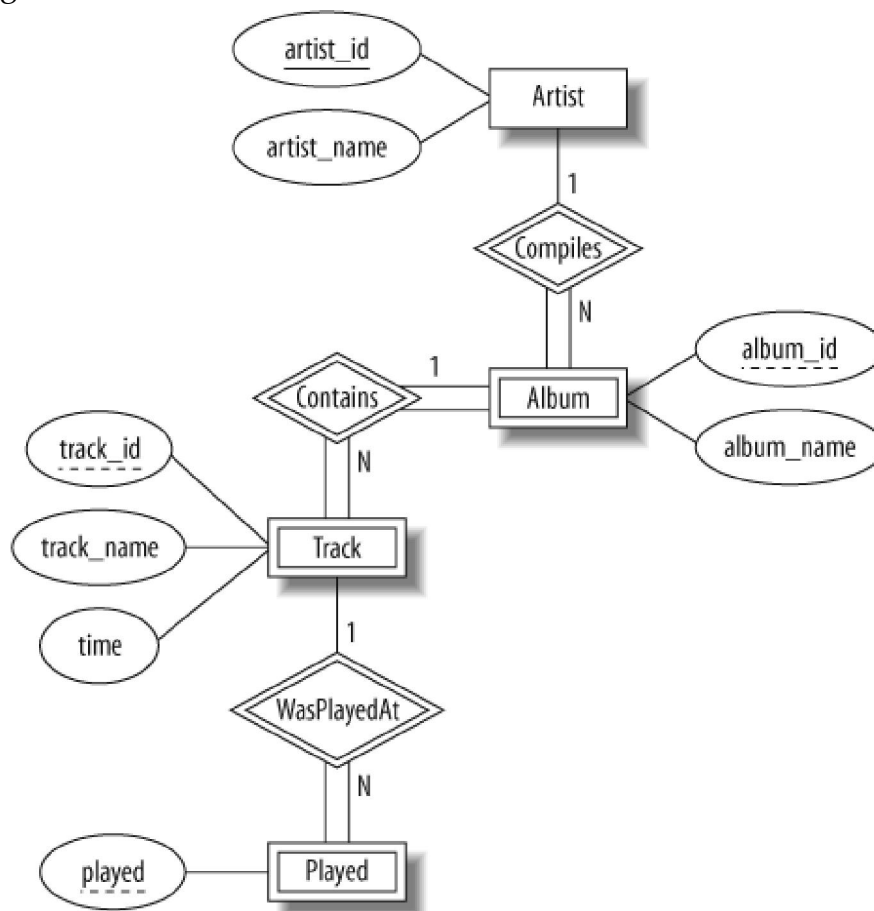 artist_id
Artist
artist_name
1
Compiles
N
album_id
1
Contains
Album
track_id
N
album_name
track_name
Track
time
1
WasPlayedAt
N
played
Played